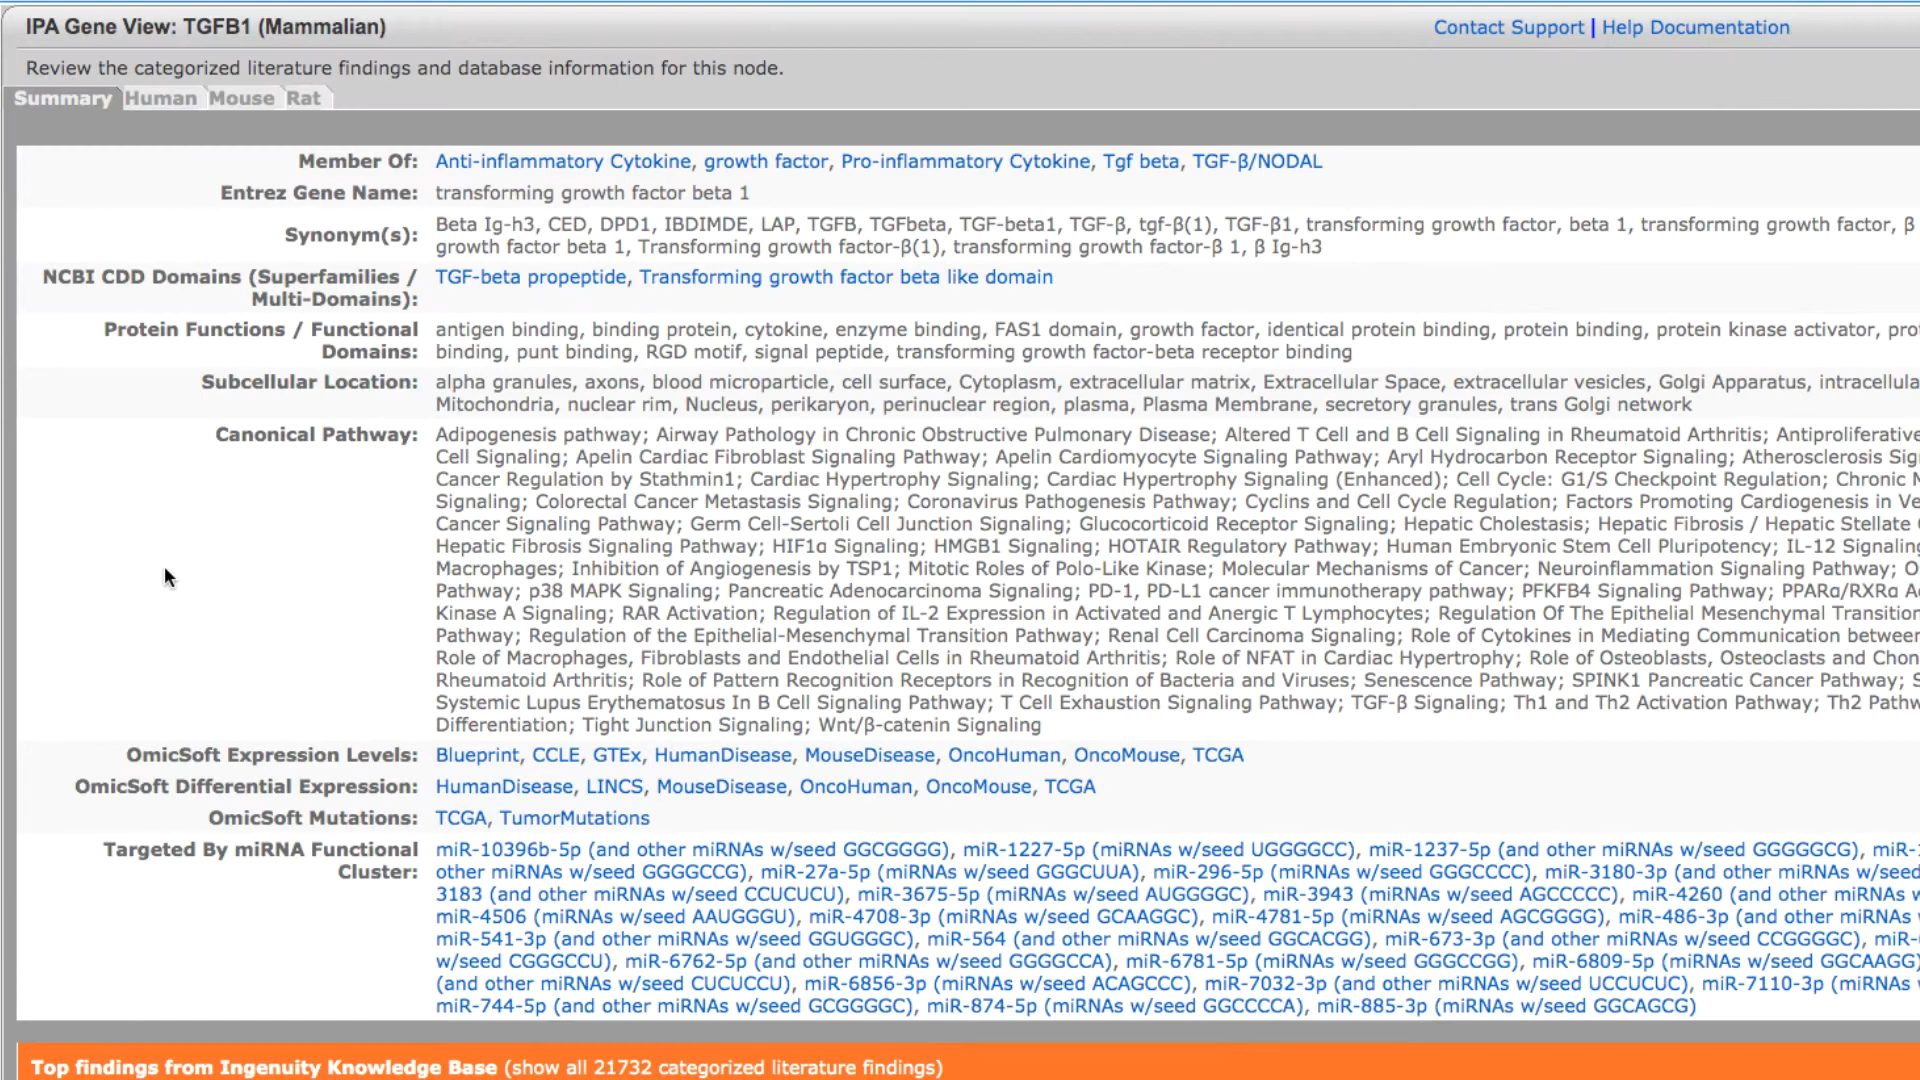 IPA Gene View: TGFB1 (Mammalian)
Contact Support | Help Documentation
Review the categorized literature findings and database information for this node.
Summary Human Mouse Rat
Member Of: Anti-inflammatory Cytokine, growth factor, Pro-inflammatory Cytokine, Tgf beta, TGF-β/NODAL
Entrez Gene Name: transforming growth factor beta 1
Synonym(s): Beta Ig-h3, CED, DPD1, IBDIMDE, LAP, TGFB, TGFbeta, TGF-beta1, TGF-β, tgf-β(1), TGF-β1, transforming growth factor, beta 1, transforming growth factor, β
growth factor beta 1, Transforming growth factor-β(1), transforming growth factor-β 1, β Ig-h3
NCBI CDD Domains (Superfamilies / Multi-Domains): TGF-beta propeptide, Transforming growth factor beta like domain
Protein Functions / Functional Domains: antigen binding, binding protein, cytokine, enzyme binding, FAS1 domain, growth factor, identical protein binding, protein binding, protein kinase activator,
binding, punt binding, RGD motif, signal peptide, transforming growth factor-beta receptor binding
Subcellular Location: alpha granules, axons, blood microparticle, cell surface, Cytoplasm, extracellular matrix, Extracellular Space, extracellular vesicles, Golgi Apparatus,
Mitochondria, nuclear rim, Nucleus, perikaryon, perinuclear region, plasma, Plasma Membrane, secretory granules, trans Golgi network
Canonical Pathway: Adipogenesis pathway; Airway Pathology in Chronic Obstructive Pulmonary Disease; Altered T Cell and B Cell Signaling in Rheumatoid Arthritis; Antiproliferative
Cell Signaling; Apelin Cardiac Fibroblast Signaling Pathway; Apelin Cardiomyocyte Signaling Pathway; Aryl Hydrocarbon Receptor Signaling; Atherosclerosis
Cancer Regulation by Stathmin1; Cardiac Hypertrophy Signaling; Cardiac Hypertrophy Signaling (Enhanced); Cell Cycle: G1/S Checkpoint Regulation; Chronic
Signaling; Colorectal Cancer Metastasis Signaling; Coronavirus Pathogenesis Pathway; Cyclins and Cell Cycle Regulation; Factors Promoting Cardiogenesis in
Cancer Signaling Pathway; Germ Cell-Sertoli Cell Junction Signaling; Glucocorticoid Receptor Signaling; Hepatic Cholestasis; Hepatic Fibrosis / Hepatic Stellate
Hepatic Fibrosis Signaling Pathway; HIF1α Signaling; HMGB1 Signaling; HOTAIR Regulatory Pathway; Human Embryonic Stem Cell Pluripotency; IL-12 Signaling
Macrophages; Inhibition of Angiogenesis by TSP1; Mitotic Roles of Polo-Like Kinase; Molecular Mechanisms of Cancer; Neuroinflammation Signaling Pathway;
Pathway; p38 MAPK Signaling; Pancreatic Adenocarcinoma Signaling; PD-1, PD-L1 cancer immunotherapy pathway; PFKFB4 Signaling Pathway; PPARα/RXRα
Kinase A Signaling; RAR Activation; Regulation of IL-2 Expression in Activated and Anergic T Lymphocytes; Regulation Of The Epithelial Mesenchymal Transition
Pathway; Regulation of the Epithelial-Mesenchymal Transition Pathway; Renal Cell Carcinoma Signaling; Role of Cytokines in Mediating Communication between
Role of Macrophages, Fibroblasts and Endothelial Cells in Rheumatoid Arthritis; Role of NFAT in Cardiac Hypertrophy; Role of Osteoblasts, Osteoclasts and
Rheumatoid Arthritis; Role of Pattern Recognition Receptors in Recognition of Bacteria and Viruses; Senescence Pathway; SPINK1 Pancreatic Cancer Pathway;
Systemic Lupus Erythematosus In B Cell Signaling Pathway; T Cell Exhaustion Signaling Pathway; TGF-β Signaling; Th1 and Th2 Activation Pathway; Th2
Differentiation; Tight Junction Signaling; Wnt/β-catenin Signaling
OmicSoft Expression Levels: Blueprint, CCLE, GTEx, HumanDisease, MouseDisease, OncoHuman, OncoMouse, TCGA
OmicSoft Differential Expression: HumanDisease, LINCS, MouseDisease, OncoHuman, OncoMouse, TCGA
OmicSoft Mutations: TCGA, TumorMutations
Targeted By miRNA Functional Cluster: miR-10396b-5p (and other miRNAs w/seed GGCGGGG), miR-1227-5p (miRNAs w/seed UGGGGCC), miR-1237-5p (and other miRNAs w/seed GGGGGCG),
other miRNAs w/seed GGGGCCG), miR-27a-5p (miRNAs w/seed GGGCUUA), miR-296-5p (miRNAs w/seed GGGCCCC), miR-3180-3p (and other miRNAs w/seed
3183 (and other miRNAs w/seed CCUCUCU), miR-3675-5p (miRNAs w/seed AUGGGGC), miR-3943 (miRNAs w/seed AGCCCCC), miR-4260 (and other miRNAs
miR-4506 (miRNAs w/seed AAUGGGU), miR-4708-3p (miRNAs w/seed GCAAGGC), miR-4781-5p (miRNAs w/seed AGCGGGG), miR-486-3p (and other miRNAs
miR-541-3p (and other miRNAs w/seed GGUGGGC), miR-564 (and other miRNAs w/seed GGCACGG), miR-673-3p (and other miRNAs w/seed CCGGGGC),
w/seed CGGGCCU), miR-6762-5p (and other miRNAs w/seed GGGGCCA), miR-6781-5p (miRNAs w/seed GGGCCGG), miR-6809-5p (miRNAs w/seed GGCAAGG)
(and other miRNAs w/seed CUCUCCU), miR-6856-3p (miRNAs w/seed ACAGCCC), miR-7032-3p (and other miRNAs w/seed UCCUCUC), miR-7110-3p (miRNAs
miR-744-5p (and other miRNAs w/seed GCGGGGC), miR-874-5p (miRNAs w/seed GGCCCCA), miR-885-3p (miRNAs w/seed GGCAGCG)
Top findings from Ingenuity Knowledge Base (show all 21732 categorized literature findings)